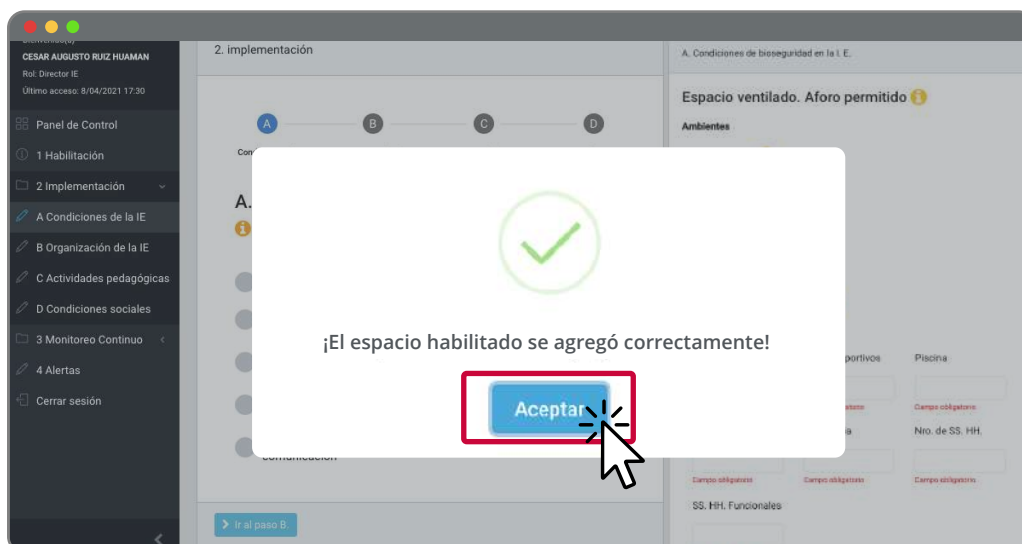 CESAR AUGUSTO RUIZ HUAMAN
Rol: Director IE
Último acceso: 8/04/2021 17:30
Panel de Control
1 Habilitación
2 Implementación
A Condiciones de la IE
B Organización de la IE
C Actividades pedagógicas
D Condiciones sociales
3 Monitoreo Continuo
4 Alertas
Cerrar sesión
2. implementación
A B C D
Con
A.
comunicación
Ir al paso B.
¡El espacio habilitado se agregó correctamente!
Aceptar
A. Condiciones de bioseguridad en la I. E.
Espacio ventilado. Aforo permitido
Ambientes
portivos Piscina
Campo obligatorio
Nro. de SS. HH.
Campo obligatorio Campo obligatorio Campo obligatorio
SS. HH. Funcionales